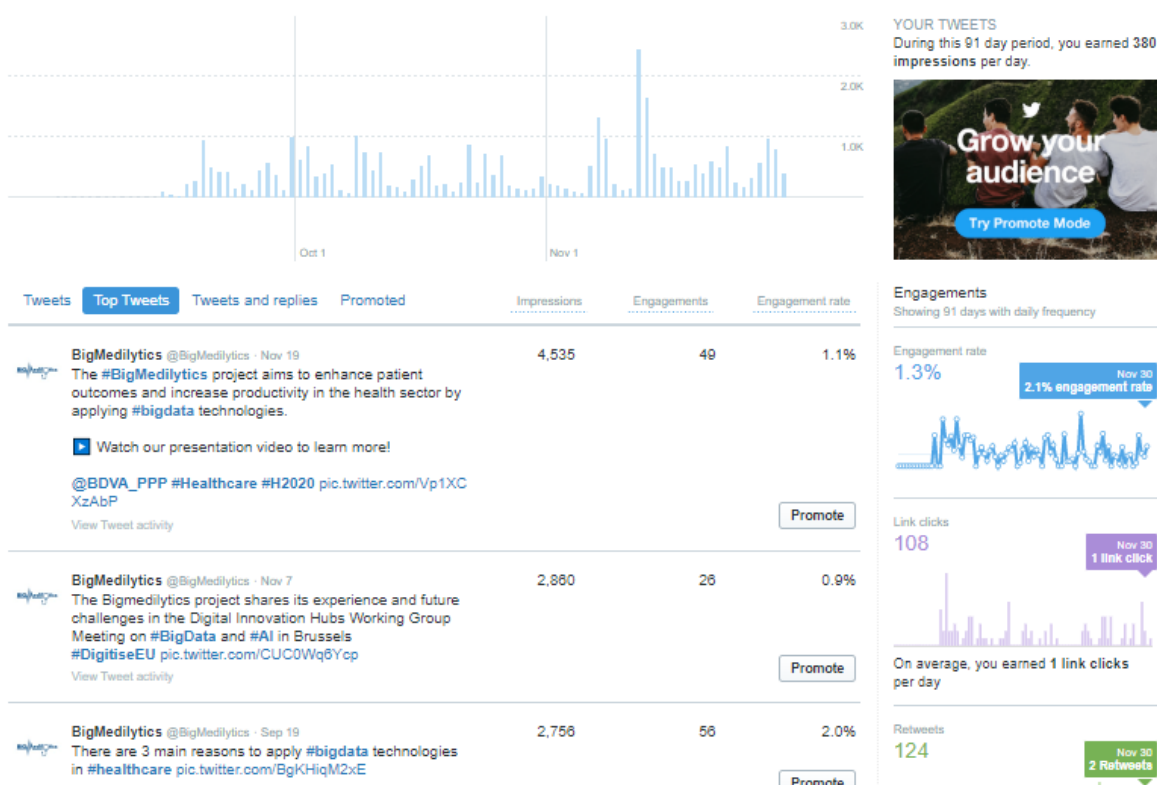 3.0K
2.0K
1.0K
Oct 1
Nov 1
YOUR TWEETS
During this 91 day period, you earned 380
impressions per day.
Grow your
audience
Try Promote Mode
Tweets
Top Tweets
Tweets and replies
Promoted
Impressions
Engagements
Engagement rate
BigMedilytics @BigMedilytics · Nov 19
4,535
49
1.1%
The #BigMedilytics project aims to enhance patient
outcomes and increase productivity in the health sector by
applying #bigdata technologies.
Watch our presentation video to learn more!
@BDVA_PPP #Healthcare #H2020 pic.twitter.com/Vp1XC
XzAbP
View Tweet activity
Promote
BigMedilytics @BigMedilytics · Nov 7
2,860
26
0.9%
The Bigmedilytics project shares its experience and future
challenges in the Digital Innovation Hubs Working Group
Meeting on #BigData and #AI in Brussels
#DigitiseEU pic.twitter.com/CUC0Wq6Ycp
View Tweet activity
Promote
BigMedilytics @BigMedilytics · Sep 19
2,756
56
2.0%
There are 3 main reasons to apply #bigdata technologies
in #healthcare pic.twitter.com/BgKHiqM2xE
Promote
Engagements
Showing 91 days with daily frequency
Engagement rate
1.3%
Nov 30
2.1% engagement rate
Link clicks
108
Nov 30
1 link click
On average, you earned 1 link clicks
per day
Retweets
124
Nov 30
2 Retweets